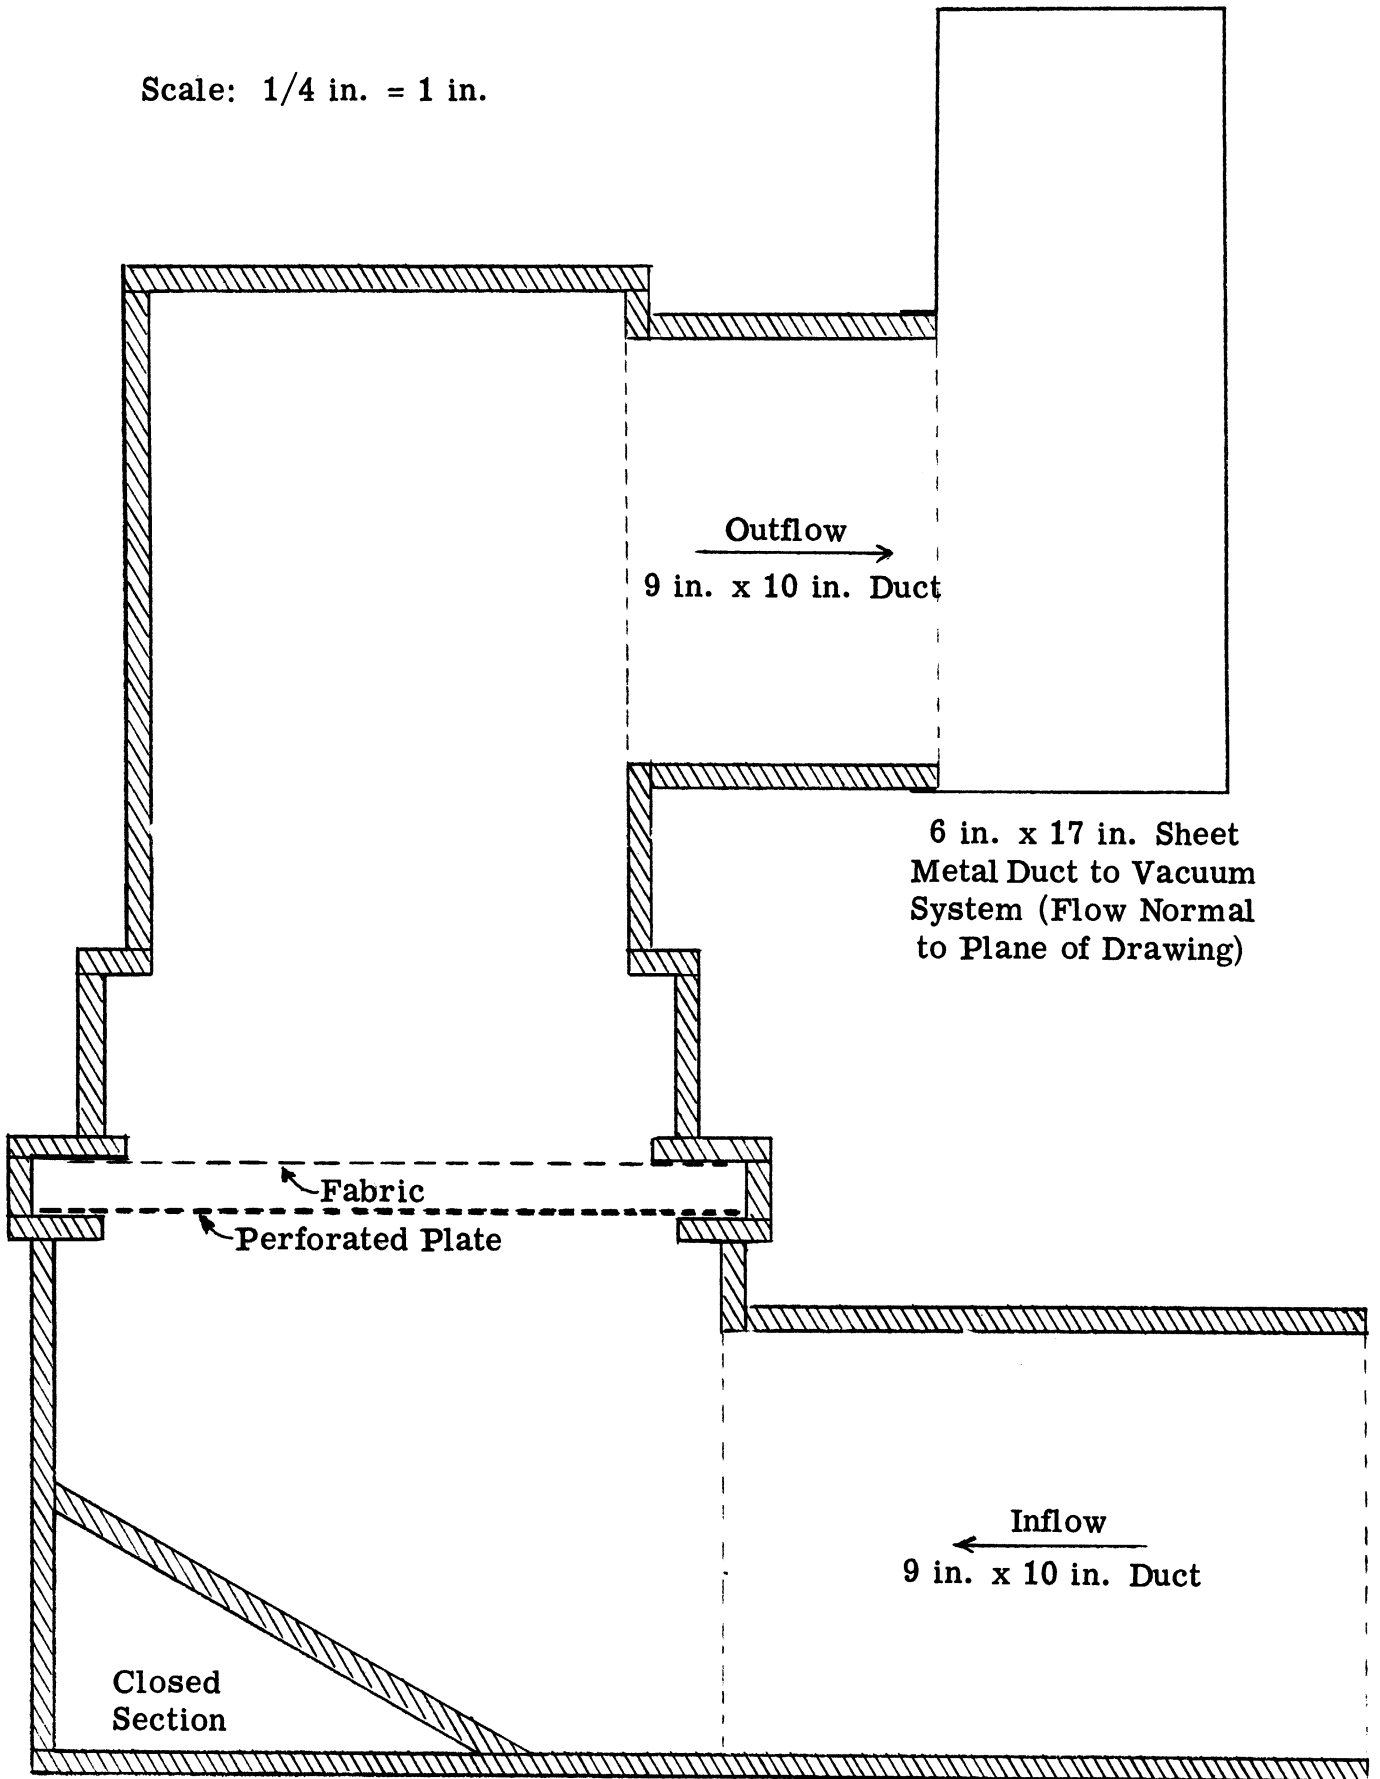 Scale: 1/4 in. = 1 in.
Outflow
9 in. x 10 in. Duct
6 in. x 17 in. Sheet
Metal Duct to Vacuum
System (Flow Normal
to Plane of Drawing)
Fabric
Perforated Plate
Inflow
9 in. x 10 in. Duct
Closed
Section